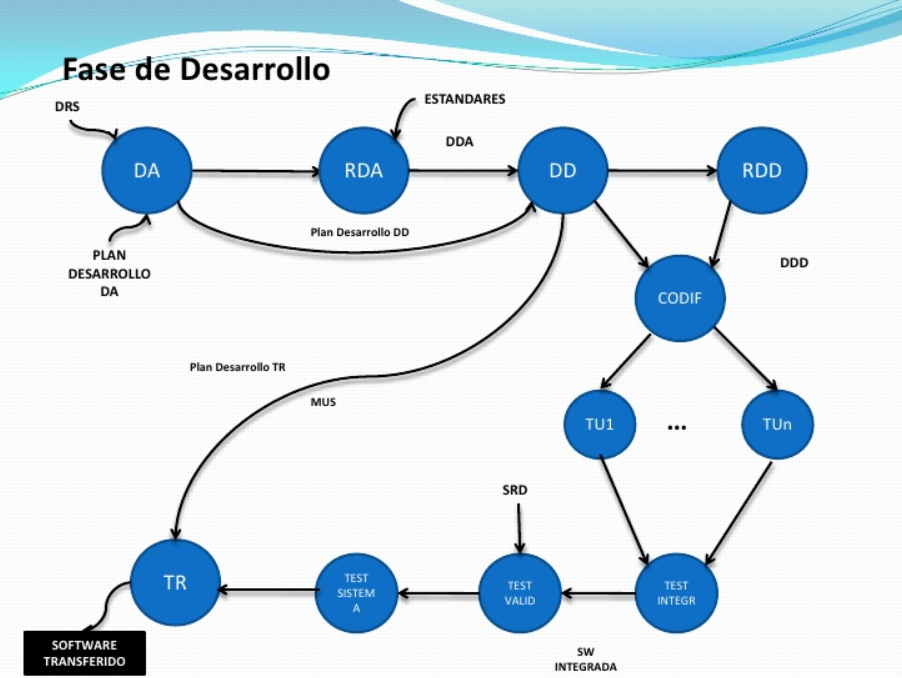 Fase de Desarrollo
DRS
ESTANDARES
DDA
DA
RDA
DD
RDD
Plan Desarrollo DD
PLAN
DESARROLLO
DA
DDD
CODIF
Plan Desarrollo TR
MUS
TU1
...
TUn
SRD
TR
TEST
SISTEM
A
TEST
VALID
TEST
INTEGR
SOFTWARE
TRANSFERIDO
SW
INTEGRADA